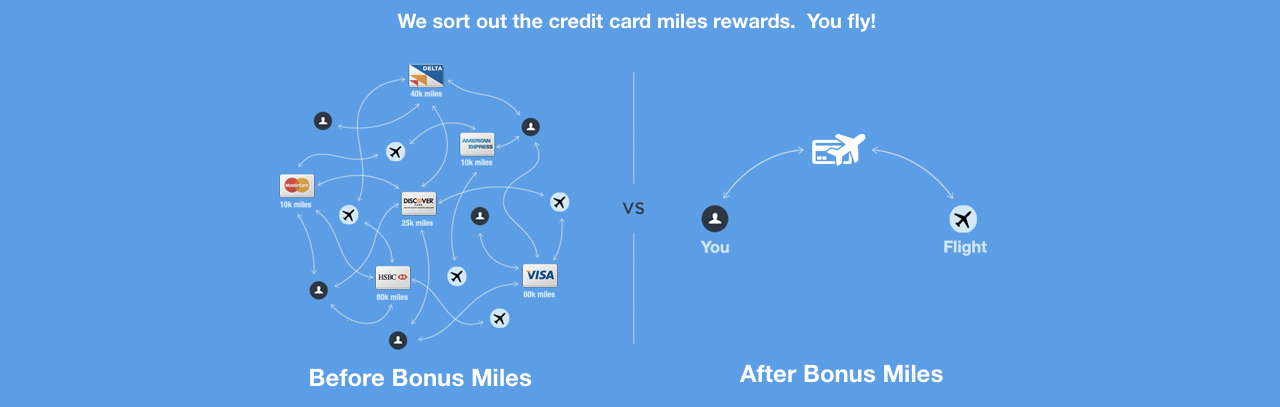 We sort out the credit card miles rewards.  You fly!
DELTA
40k miles
AMERICAN
EXPRESS
10k miles
MasterCard
10k miles
DISCOVER
25k miles
HSBC
80k miles
VISA
60k miles
Before Bonus Miles
VS
You
Flight
After Bonus Miles